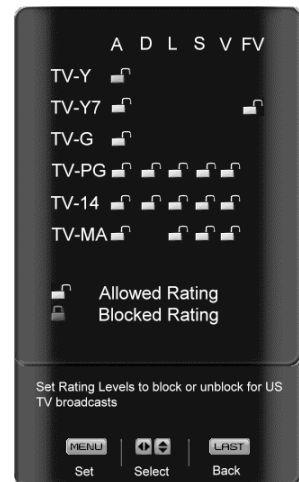 A D L S V FV
TV-Y
TV-Y7
TV-G
TV-PG
TV-14
TV-MA
Allowed Rating
Blocked Rating
Set Rating Levels to block or unblock for US
TV broadcasts
MENU LAST
Set Select Back